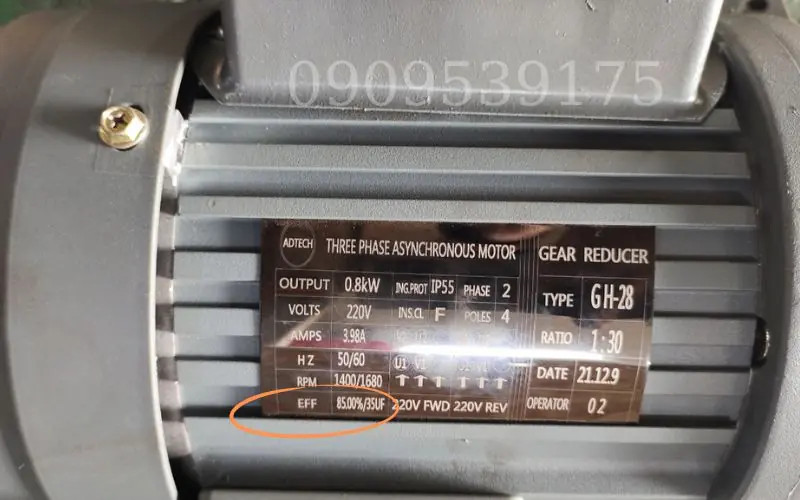 0909539175
ADTECH THREE PHASE ASYNCHRONOUS MOTOR
OUTPUT 0.8kW ING.PROT IP55 PHASE 2
VOLTS 220V INS.CL F POLES 4
AMPS 3.98A
HZ 50/60 U1 V1
RPM 1400/1680 ↑ ↑ ↑ ↑ ↑ ↑
EFF 85.00%/35UF 220V FWD 220V REV
GEAR REDUCER
TYPE GH-28
RATIO 1:30
DATE 21.12.9
OPERATOR 02